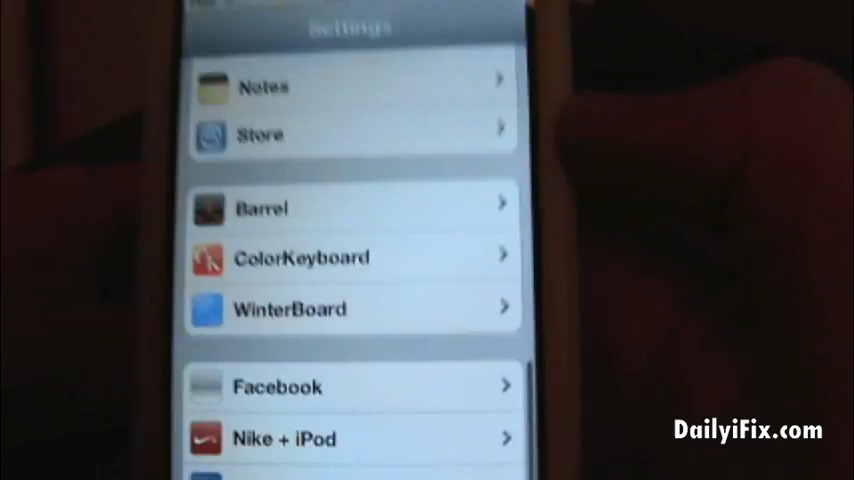 Settings
Notes
Store
Barrel
ColorKeyboard
WinterBoard
Facebook
Nike + iPod
DailyiFix.com